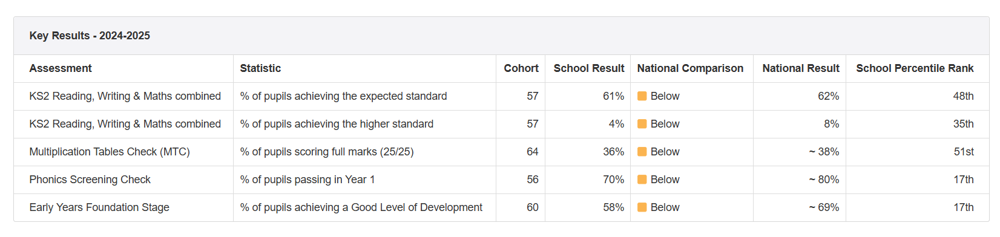 Key Results - 2024-2025
Assessment Statistic Cohort School Result National Comparison National Result School Percentile Rank
KS2 Reading, Writing & Maths combined % of pupils achieving the expected standard 57 61% Below 62% 48th
KS2 Reading, Writing & Maths combined % of pupils achieving the higher standard 57 4% Below 8% 35th
Multiplication Tables Check (MTC) % of pupils scoring full marks (25/25) 64 36% Below ~ 38% 51st
Phonics Screening Check % of pupils passing in Year 1 56 70% Below ~ 80% 17th
Early Years Foundation Stage % of pupils achieving a Good Level of Development 60 58% Below ~ 69% 17th